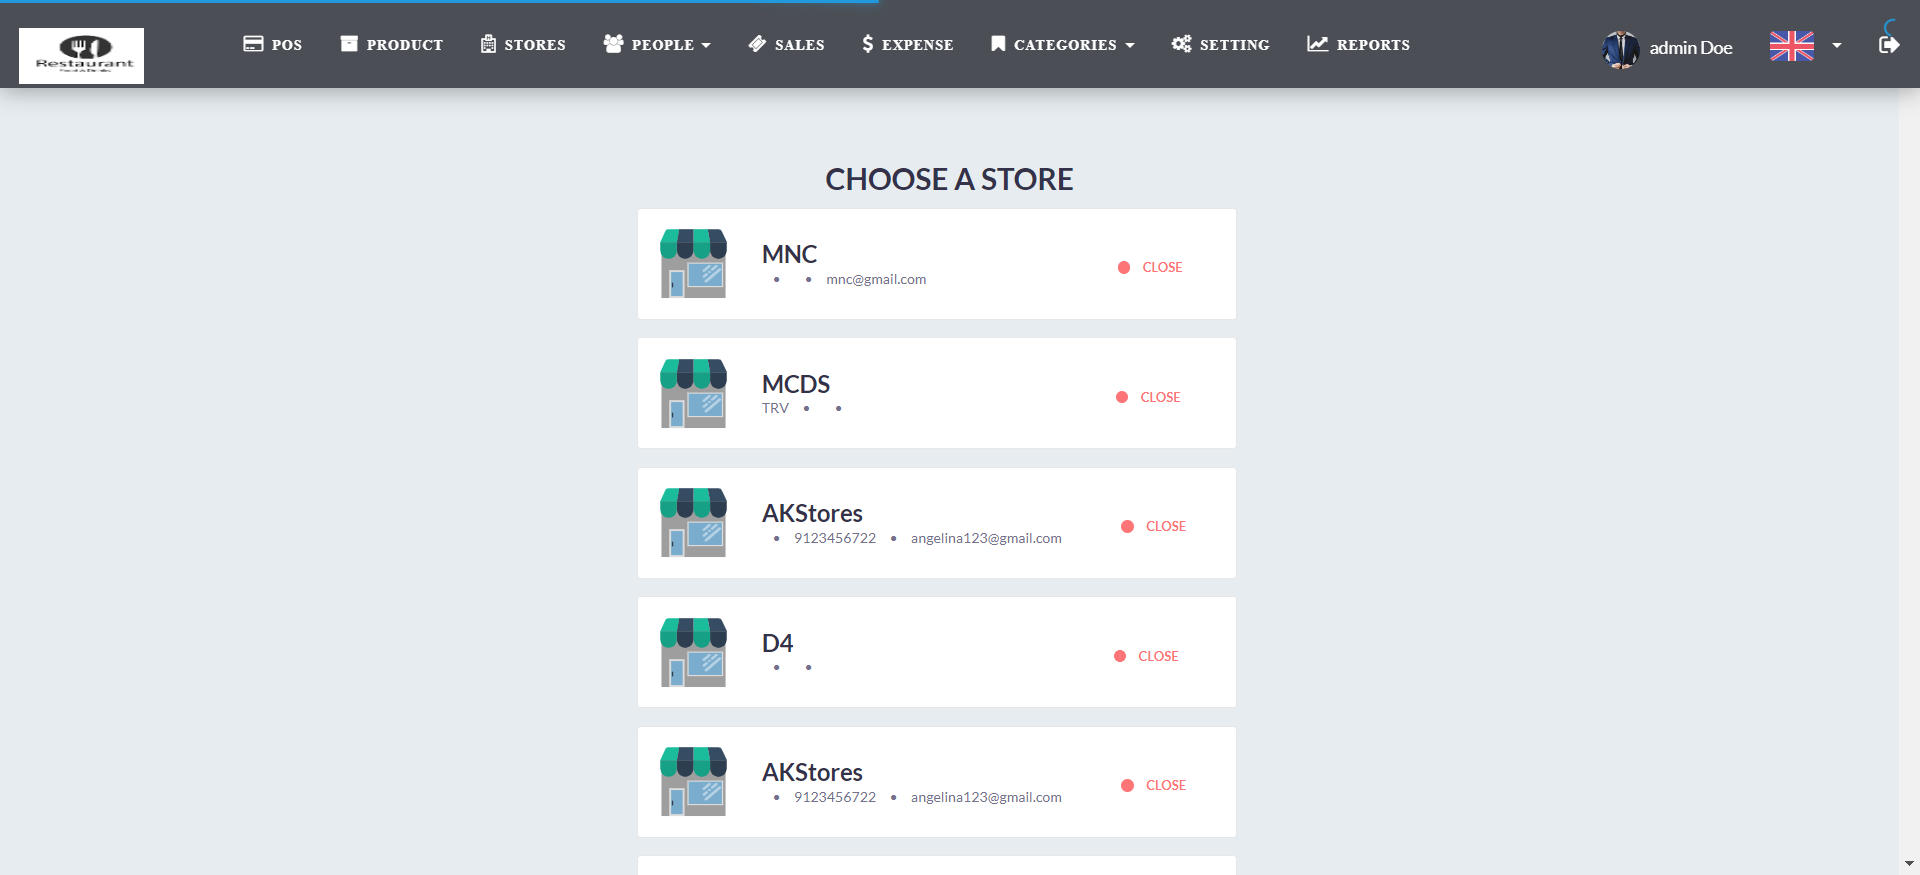 Restaurant
POS PRODUCT STORES PEOPLE SALES EXPENSE CATEGORIES SETTING REPORTS
admin Doe
CHOOSE A STORE
MNC
• • mnc@gmail.com
CLOSE
MCDS
TRV • •
CLOSE
AKStores
• 9123456722 • angelina123@gmail.com
CLOSE
D4
• •
CLOSE
AKStores
• 9123456722 • angelina123@gmail.com
CLOSE